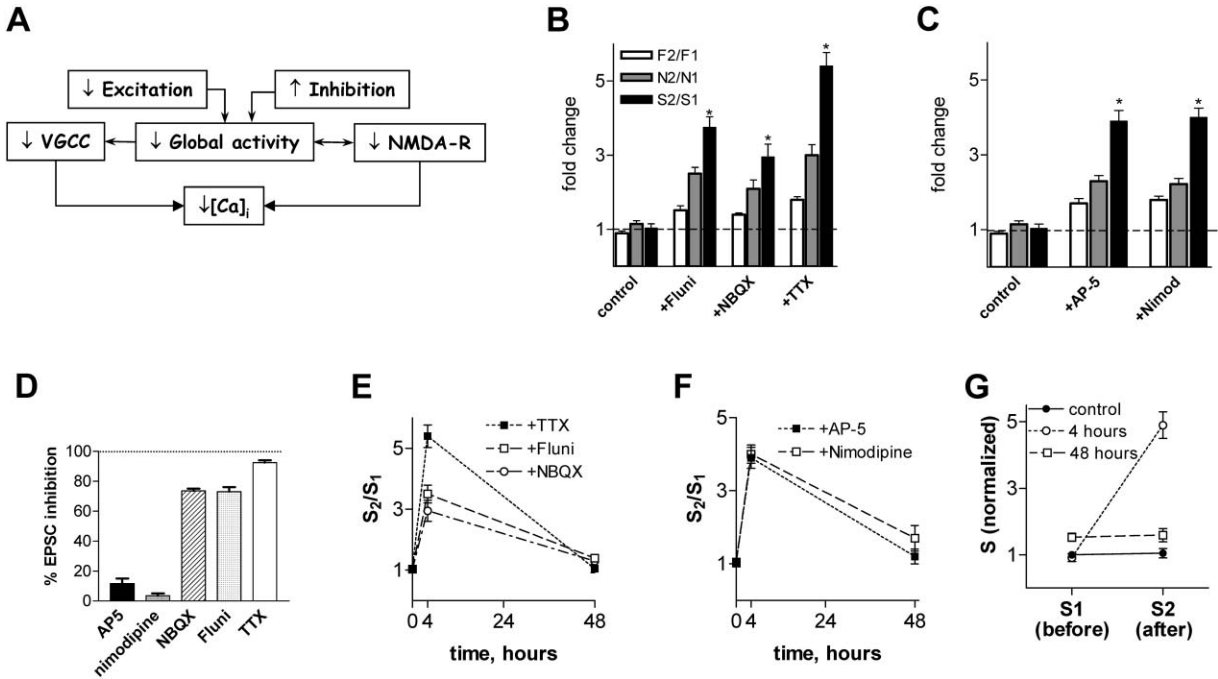 A
↓ Excitation
↑ Inhibition
↓ VGCC
↓ Global activity
↓ NMDA-R
↓[Ca]i
B
fold change
5
3
1
F2/F1
N2/N1
S2/S1
*
*
*
control
+Fluni
+NBQX
+TTX
C
fold change
5
3
1
*
*
control
+AP-5
+Nimod
D
% EPSC inhibition
100
80
60
40
20
0
AP5
nimodipine
NBQX
Fluni
TTX
E
S2/S1
5
3
1
+TTX
+Fluni
+NBQX
0 4 24 48
time, hours
F
S2/S1
5
3
1
+AP-5
+Nimodipine
0 4 24 48
time, hours
G
S (normalized)
5
3
1
control
4 hours
48 hours
S1 S2
(before) (after)